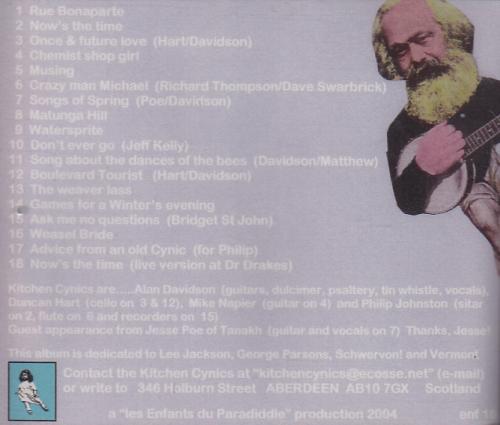 1 Rue Bonaparte
2 Now's the time
3 Once & future love (Hart/Davidson)
4 Chemist shop girl
5 Musing
6 Crazy man Michael (Richard Thompson/Dave Swarbrick)
7 Songs of Spring (Poe/Davidson)
8 Matunga Hill
9 Watersprite
10 Don't ever go (Jeff Kelly)
11 Song about the dances of the bees (Davidson/Matthew)
12 Boulevard Tourist (Hart/Davidson)
13 The weaver lass
14 Games for a Winter's evening
15 Ask me no questions (Bridget St John)
16 Weasel Bride
17 Advice from an old Cynic (for Philip)
18 Now's the time (live version at Dr Drakes)
Kitchen Cynics are.....Alan Davidson (guitars, dulcimer, psaltery, tin whistle, vocals),
Duncan Hart (cello on 3 & 12), Mike Napier (guitar on 4) and Philip Johnston (sitar
on 2, flute on 6 and recorders on 15)
Guest appearance from Jesse Poe of Tanakh (guitar and vocals on 7) Thanks, Jesse!
This album is dedicated to Lee Jackson, George Parsons, Schwervon! and Vermont
Contact the Kitchen Cynics at "kitchencynics@ecosse.net" (e-mail)
or write to 346 Holburn Street ABERDEEN AB10 7GX Scotland
a "les Enfants du Paradiddle" production 2004 enf